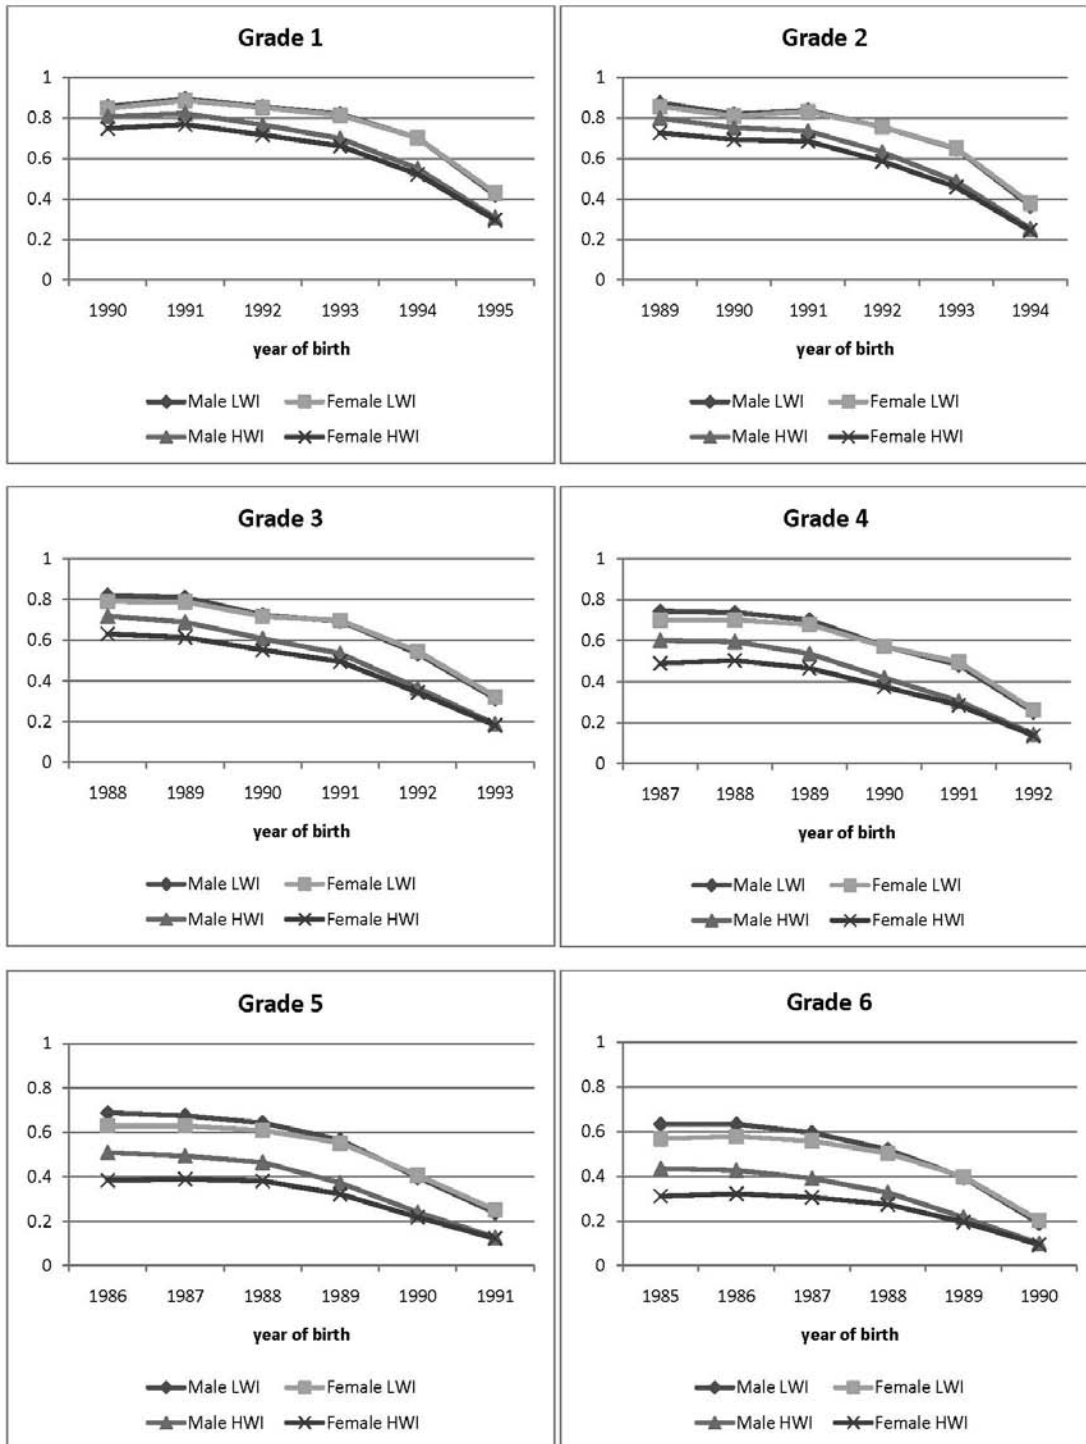 Grade 1
1
0.8
0.6
0.4
0.2
0
1990 1991 1992 1993 1994 1995
year of birth
Male LWI Female LWI
Male HWI Female HWI
Grade 2
1
0.8
0.6
0.4
0.2
0
1989 1990 1991 1992 1993 1994
year of birth
Male LWI Female LWI
Male HWI Female HWI
Grade 3
1
0.8
0.6
0.4
0.2
0
1988 1989 1990 1991 1992 1993
year of birth
Male LWI Female LWI
Male HWI Female HWI
Grade 4
1
0.8
0.6
0.4
0.2
0
1987 1988 1989 1990 1991 1992
year of birth
Male LWI Female LWI
Male HWI Female HWI
Grade 5
1
0.8
0.6
0.4
0.2
0
1986 1987 1988 1989 1990 1991
year of birth
Male LWI Female LWI
Male HWI Female HWI
Grade 6
1
0.8
0.6
0.4
0.2
0
1985 1986 1987 1988 1989 1990
year of birth
Male LWI Female LWI
Male HWI Female HWI